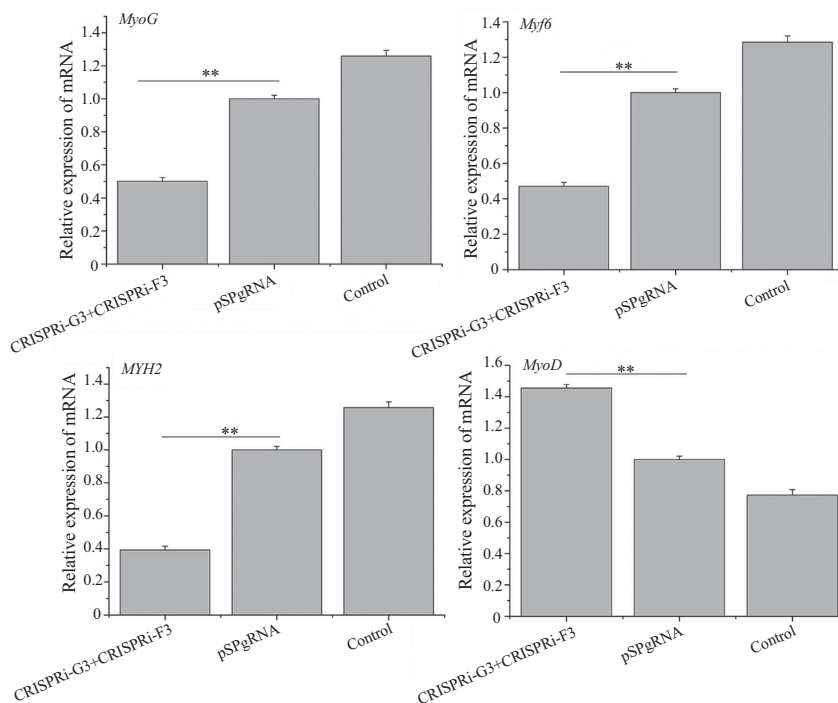 MyoG
Relative expression of mRNA
1.4
1.2
1.0
0.8
0.6
0.4
0.2
0
**
CRISPRi-G3+CRISPRi-F3
pSPgRNA
Control
Myf6
Relative expression of mRNA
1.4
1.2
1.0
0.8
0.6
0.4
0.2
0
**
CRISPRi-G3+CRISPRi-F3
pSPgRNA
Control
MYH2
Relative expression of mRNA
1.4
1.2
1.0
0.8
0.6
0.4
0.2
0
**
CRISPRi-G3+CRISPRi-F3
pSPgRNA
Control
MyoD
Relative expression of mRNA
1.6
1.4
1.2
1.0
0.8
0.6
0.4
0.2
0
**
CRISPRi-G3+CRISPRi-F3
pSPgRNA
Control